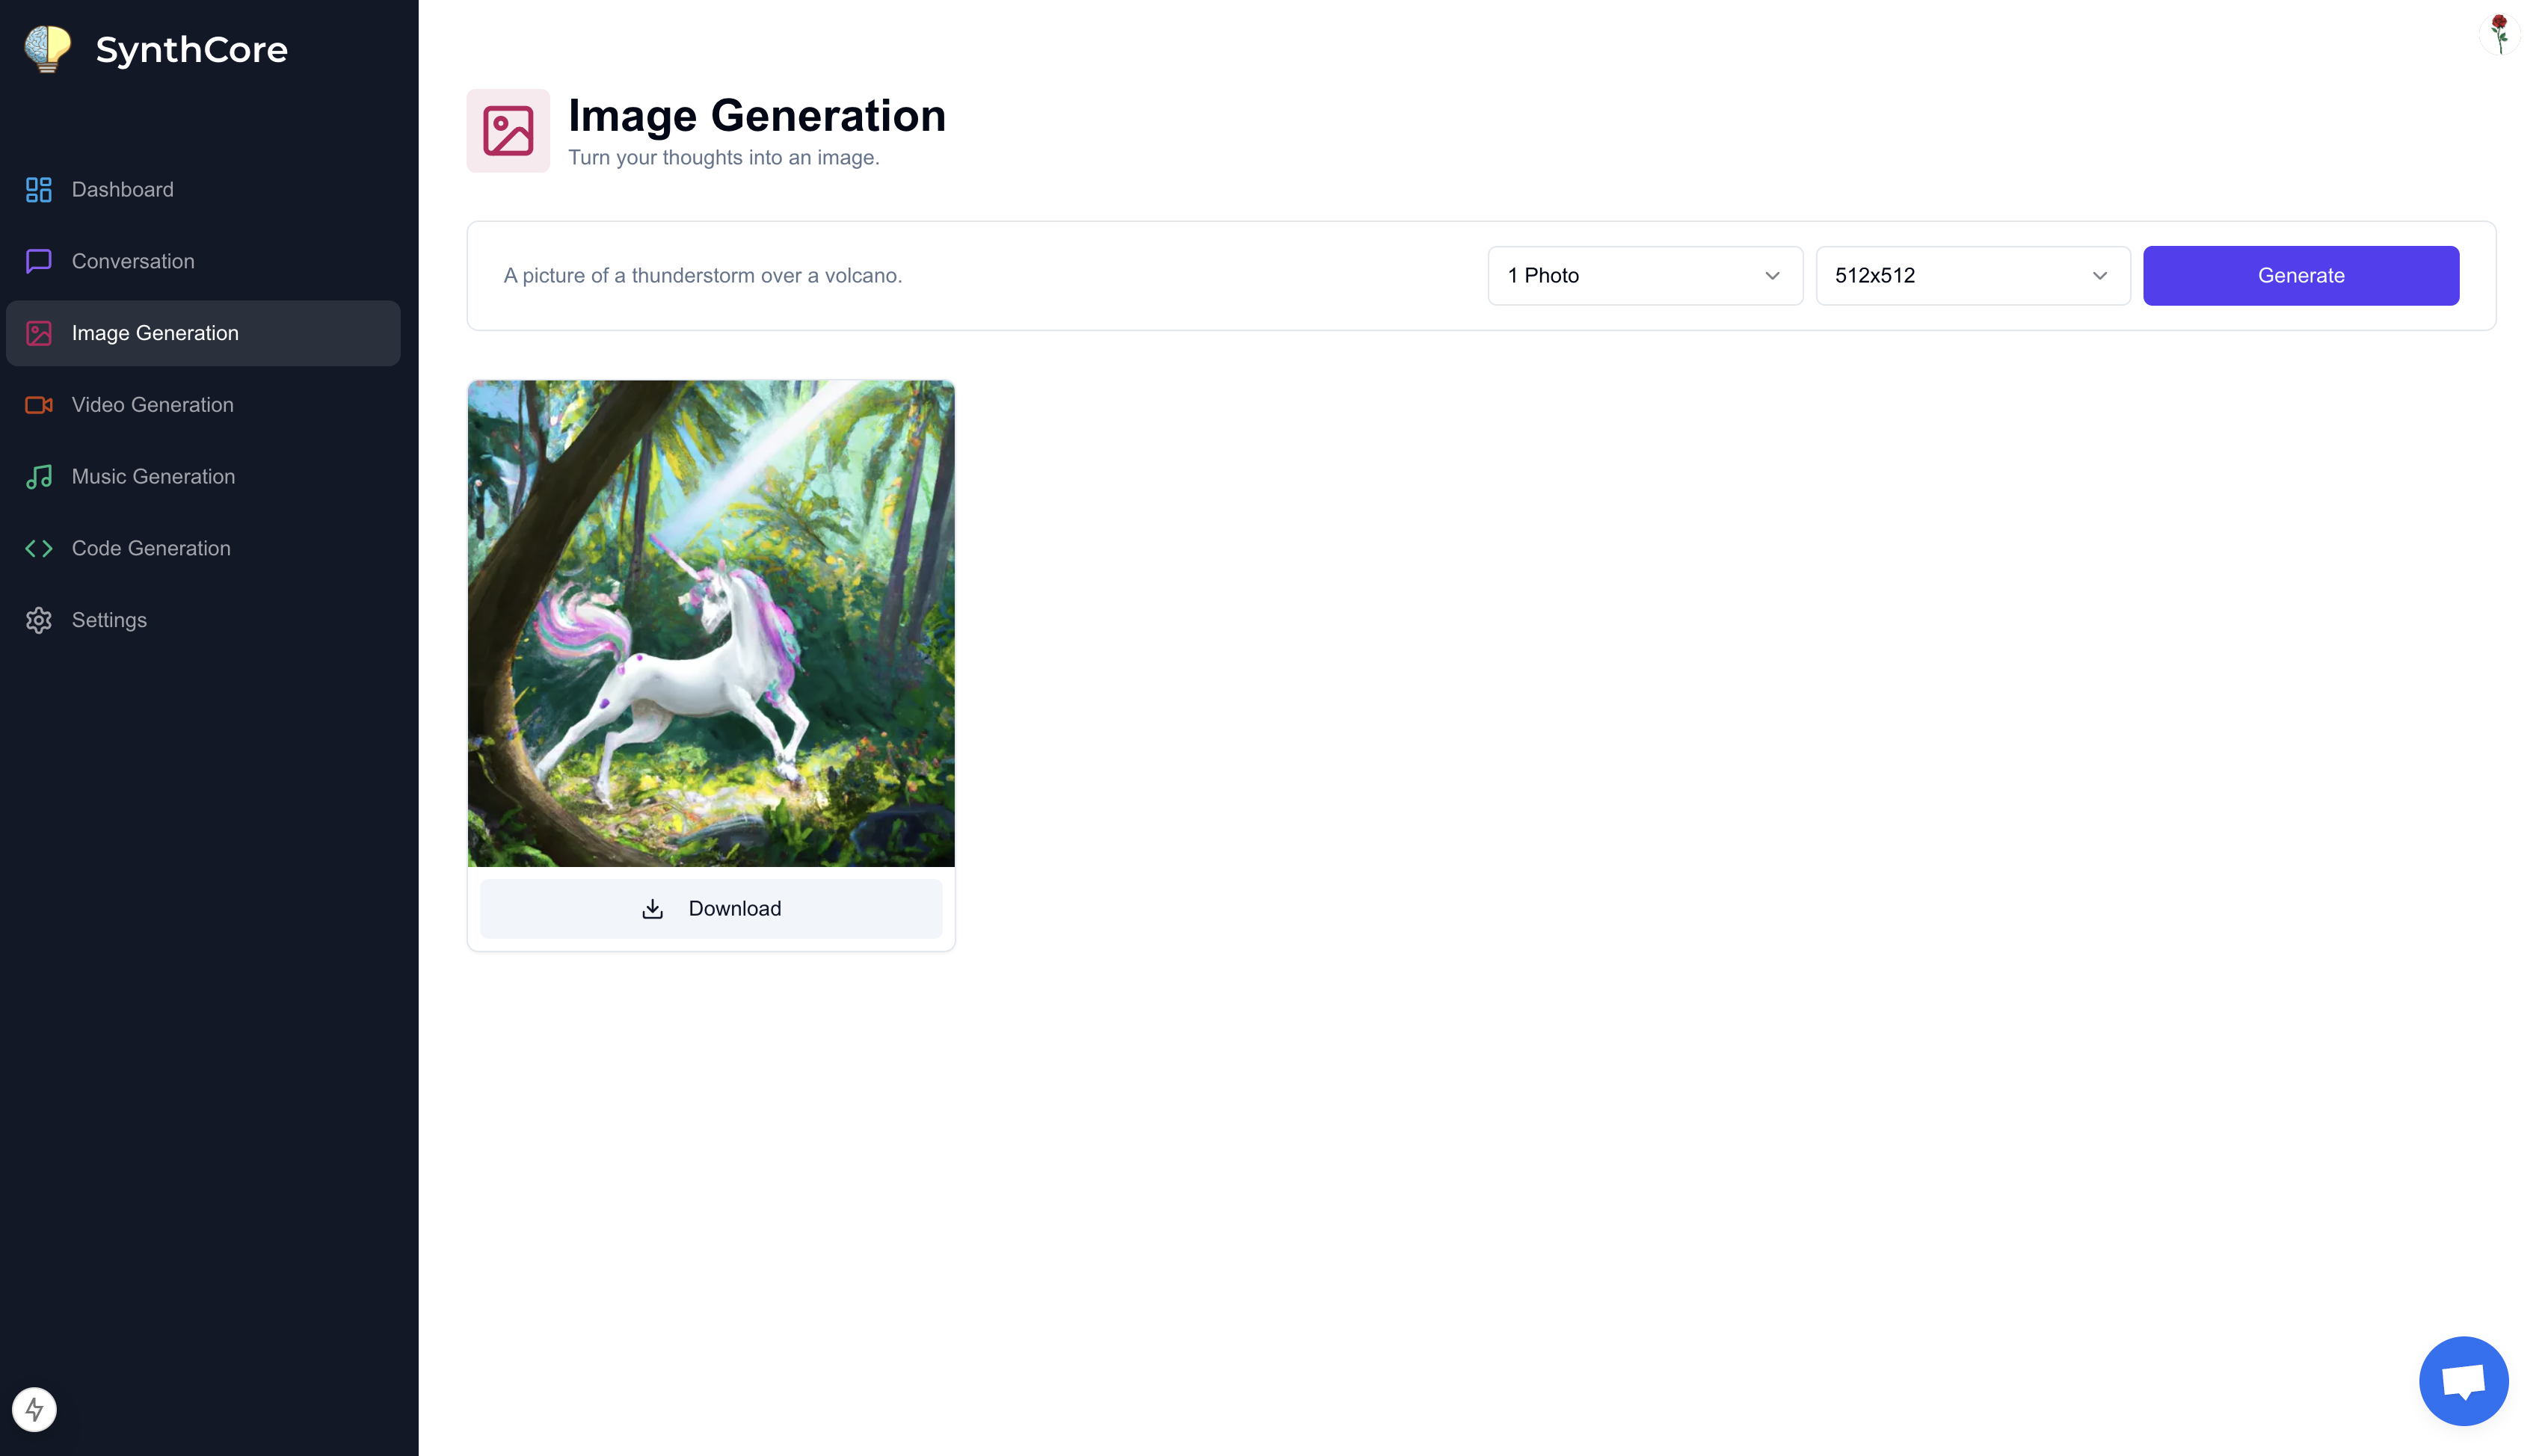 SynthCore
Dashboard
Conversation
Image Generation
Video Generation
Music Generation
Code Generation
Settings
Image Generation
Turn your thoughts into an image.
A picture of a thunderstorm over a volcano.
1 Photo
512x512
Generate
Download